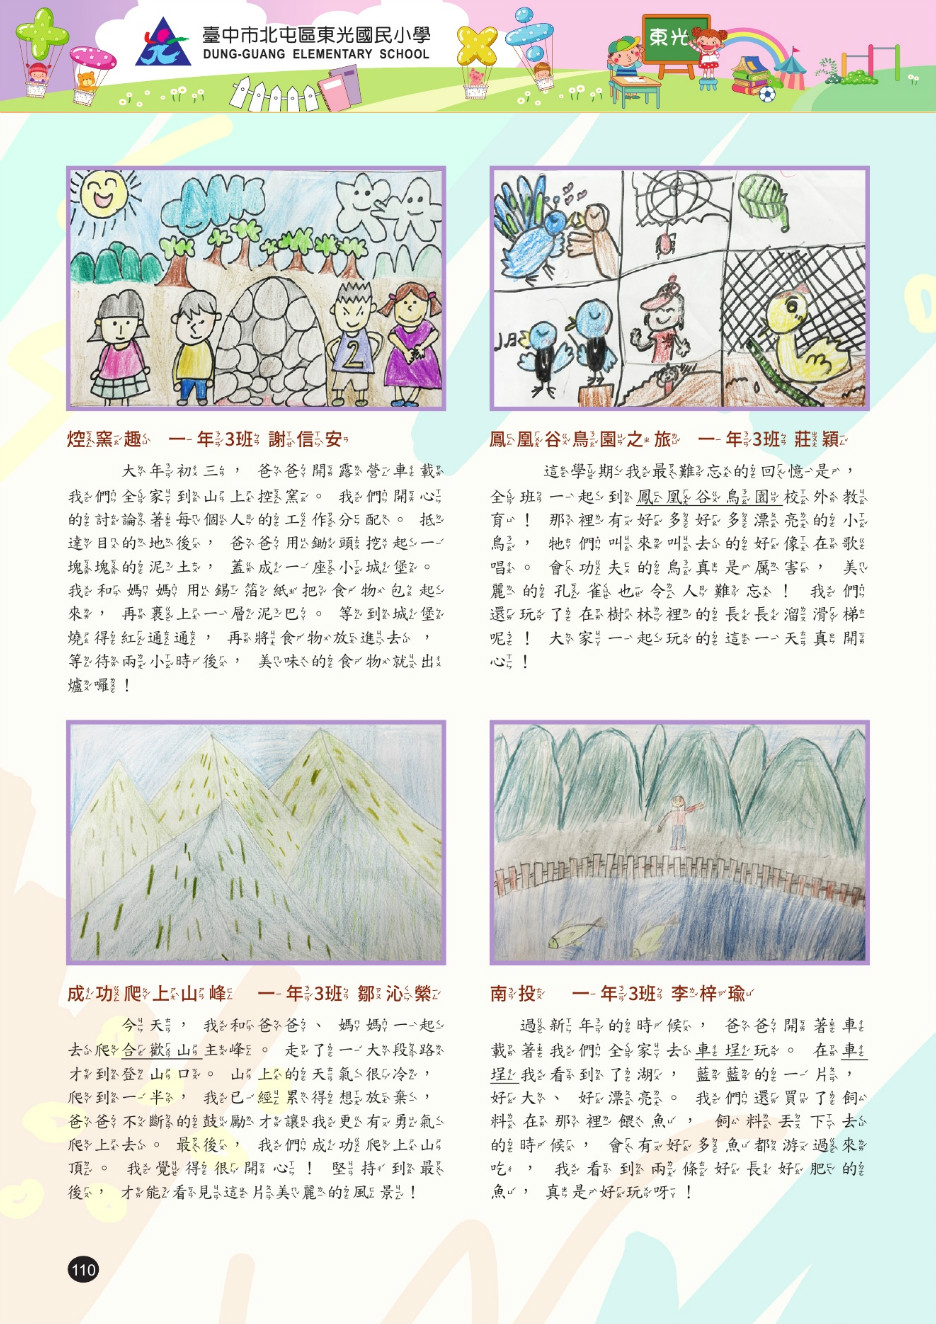 臺中市北屯區東光國民小學
DUNG-GUANG ELEMENTARY SCHOOL
東光
2
煢窯趣 一年3班 謝信安
大年初三，爸爸開露營車載
我們全家到山上控窯。我們開心
的討論著每個人的工作分配。抵
達目的地後，爸爸用鋤頭挖起一
塊塊的泥土，蓋成一座小城堡。
我和媽媽用錫箔紙把食物包起
來，再裹上一層泥巴。等到城堡
燒得紅通通，再將食物放進去，
等待兩小時後，美味的食物就出
爐囉！
鳳凰谷鳥園之旅 一年3班 莊穎
這學期我最難忘的回憶是，
全班一起到鳳凰谷鳥園校外教
育！那裡有好多好多漂亮的小
鳥，牠們叫來叫去的好像在歌
唱。會功夫的鳥真是厲害，美
麗的孔雀也令人難忘！我們
還玩了在樹林裡的長長溜滑梯
呢！大家一起玩的這一天真開
心！
成功爬上山峰 一年3班 鄒沁縈
今天，我和爸爸、媽媽一起
去爬合歡山主峰。走了一大段路
才到登山口。山上的天氣很冷，
爬到一半，我已經累得想放棄，
爸爸不斷的鼓勵才讓我更有勇氣
爬上去。最後，我們成功爬上山
頂。我覺得很開心！堅持到最
後，才能看見這片美麗的風景！
南投 一年3班 李梓瑜
過新年的時候，爸爸開著車
載著我們全家去車埕玩。在車
埕我看到了湖，藍藍的一片，
好大、好漂亮。我們還買了飼
料在那裡餵魚，飼料丟下去
的時候，會有好多魚都游過來
吃，我看到兩條好長好肥的
魚，真是好玩呀！
110